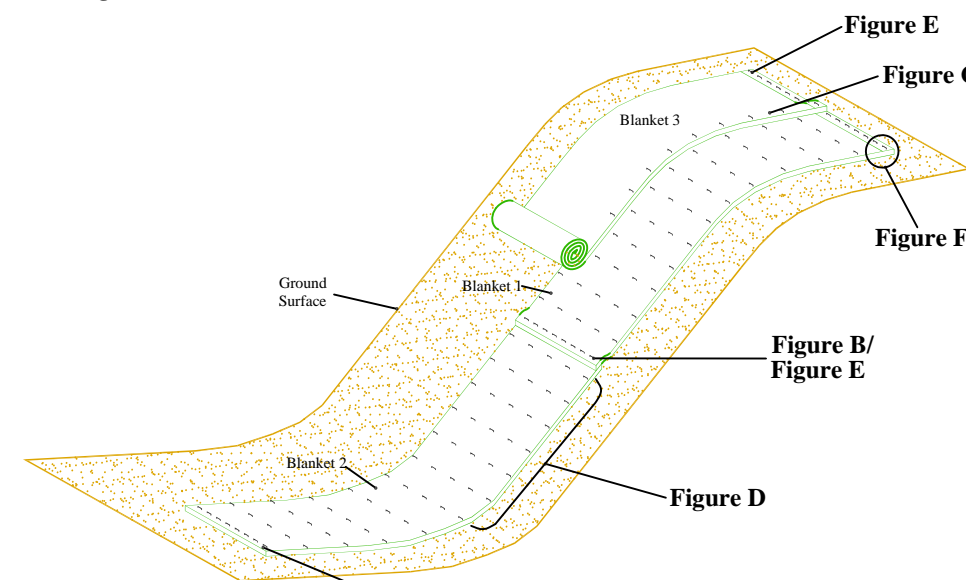 Figure E
Figure
Blanket 3
Figure F
Ground
Surface
Blanket 1
Figure B/
Figure E
Blanket 2
Figure D